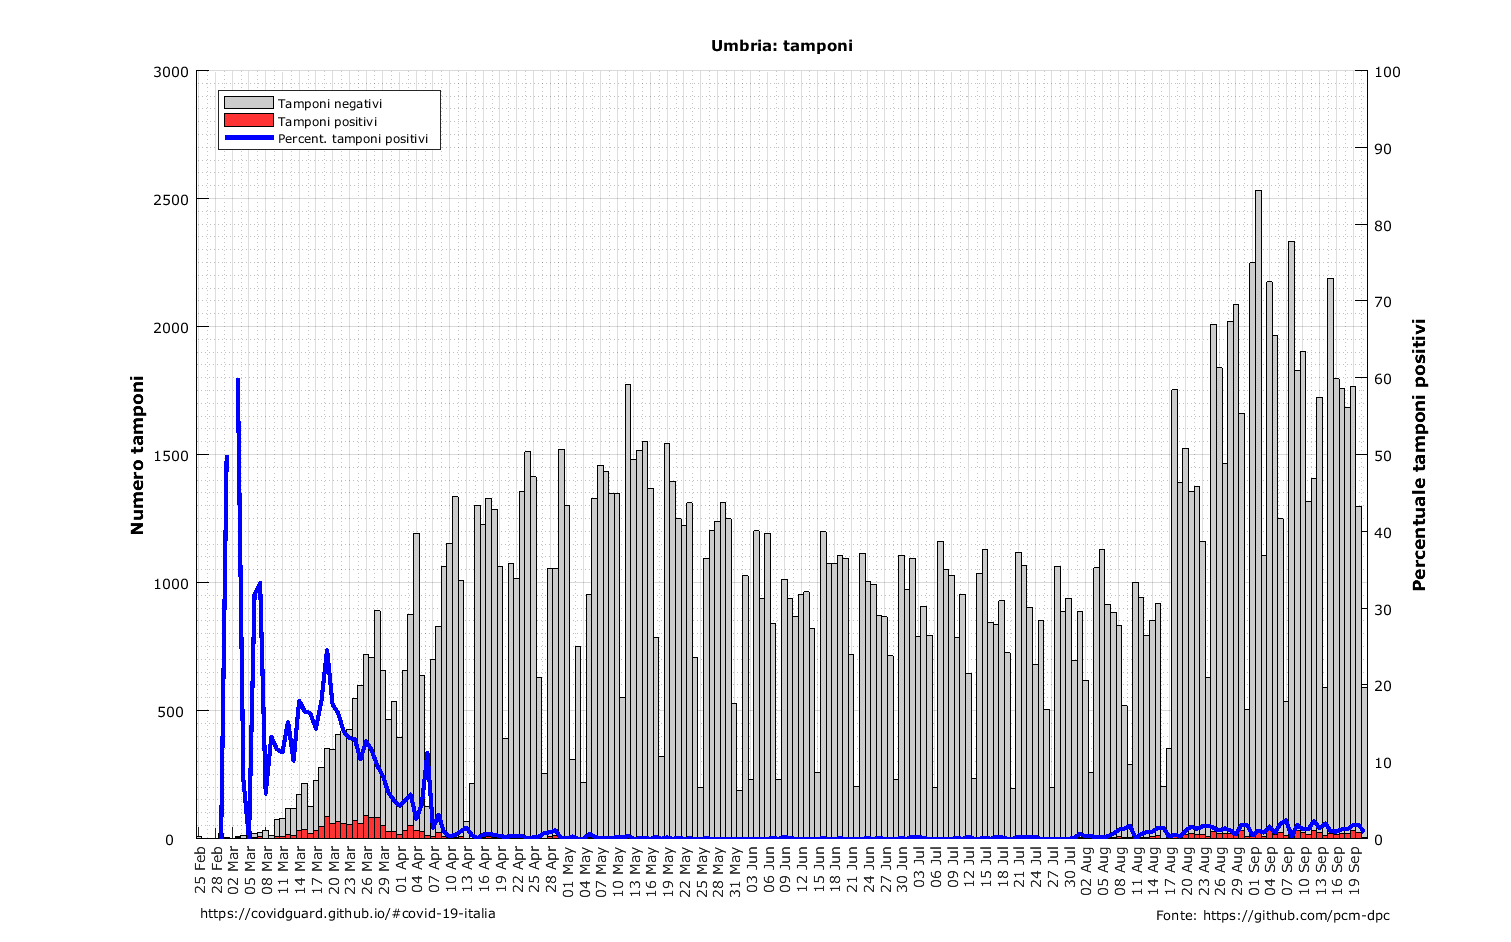 Umbria: tamponi
Tamponi negativi
Tamponi positivi
Percent. tamponi positivi
Numero tamponi
3000
2500
2000
1500
1000
500
0
Percentuale tamponi positivi
100
90
80
70
60
50
40
30
20
10
0
25 Feb
28 Feb
02 Mar
05 Mar
08 Mar
11 Mar
14 Mar
17 Mar
20 Mar
23 Mar
26 Mar
29 Mar
01 Apr
04 Apr
07 Apr
10 Apr
13 Apr
16 Apr
19 Apr
22 Apr
25 Apr
28 Apr
01 May
04 May
07 May
10 May
13 May
16 May
19 May
22 May
25 May
28 May
31 May
03 Jun
06 Jun
09 Jun
12 Jun
15 Jun
18 Jun
21 Jun
24 Jun
27 Jun
30 Jun
03 Jul
06 Jul
09 Jul
12 Jul
15 Jul
18 Jul
21 Jul
24 Jul
27 Jul
30 Jul
02 Aug
05 Aug
08 Aug
11 Aug
14 Aug
17 Aug
20 Aug
23 Aug
26 Aug
29 Aug
01 Sep
04 Sep
07 Sep
10 Sep
13 Sep
16 Sep
19 Sep
https://covidguard.github.io/#covid-19-italia
Fonte: https://github.com/pcm-dpc